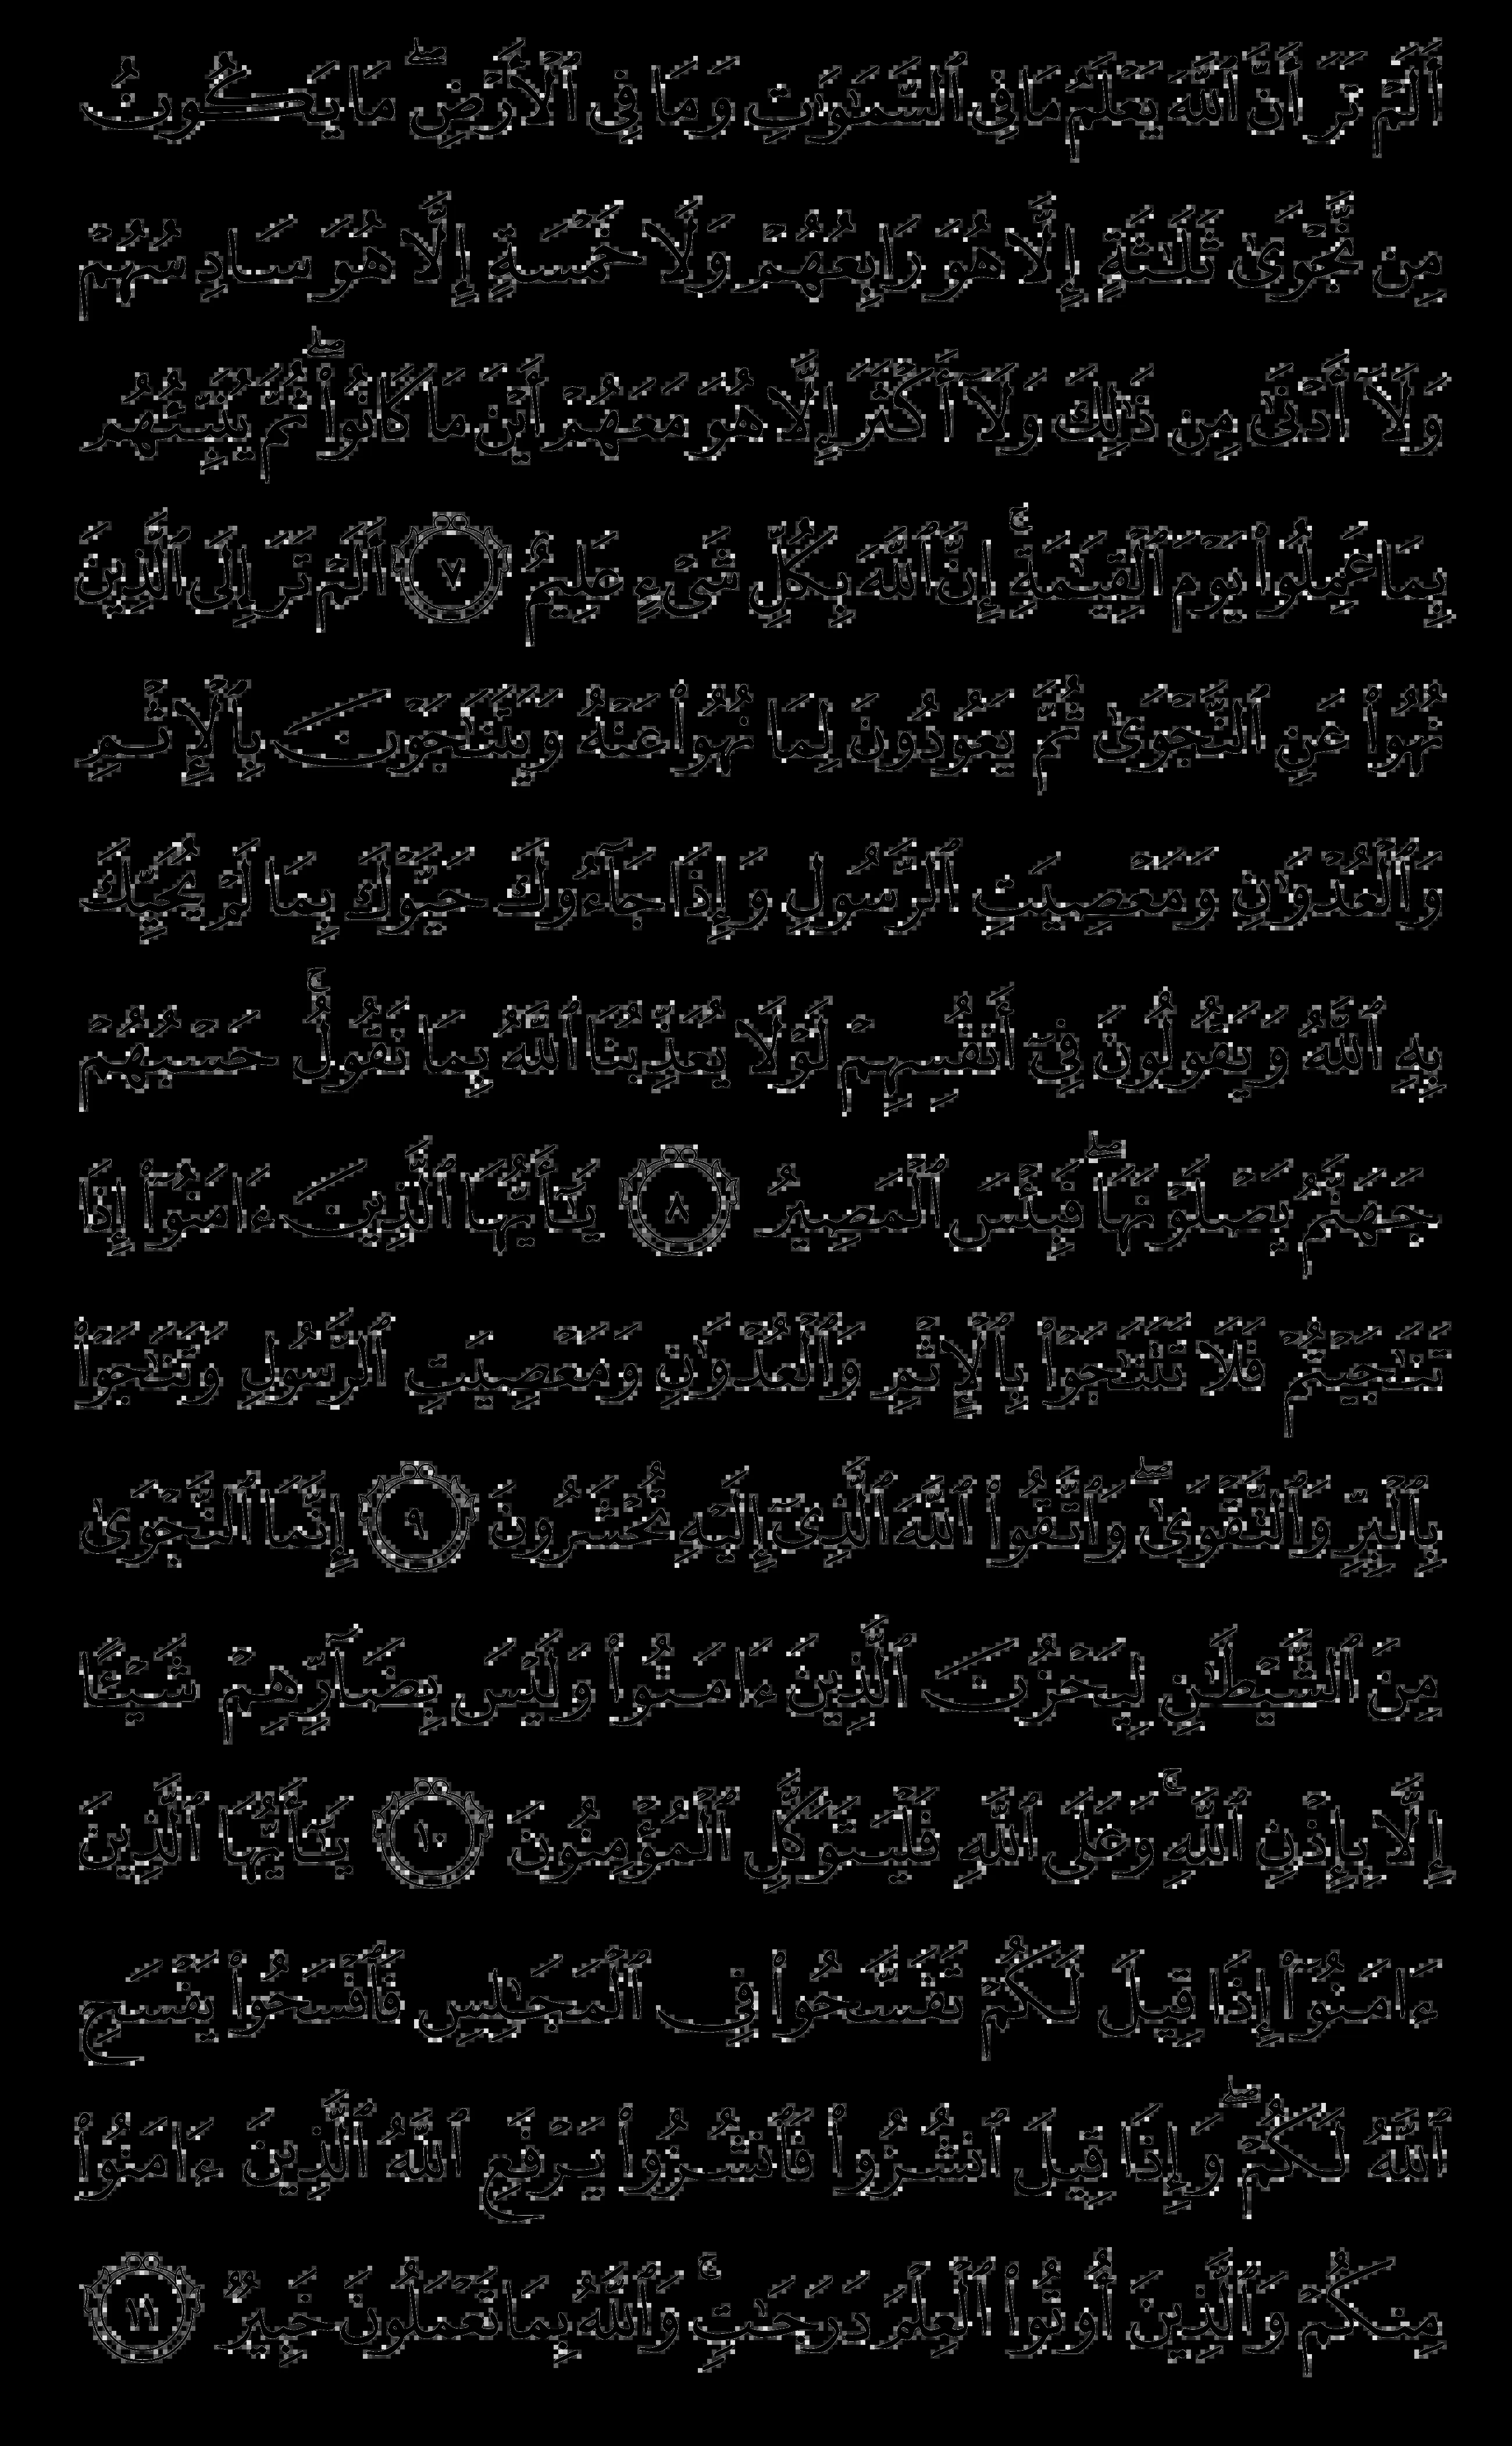 أَلَمْ تَرَ أَنَّ ٱللَّهَ يَعْلَمُ مَا فِى ٱلسَّمَٰوَٰتِ وَمَا فِى ٱلْأَرْضِ ۖ مَا يَكُونُ
مِن نَّجْوَىٰ ثَلَٰثَةٍ إِلَّا هُوَ رَابِعُهُمْ وَلَا خَمْسَةٍ إِلَّا هُوَ سَادِسُهُمْ
وَلَآ أَدْنَىٰ مِن ذَٰلِكَ وَلَآ أَكْثَرَ إِلَّا هُوَ مَعَهُمْ أَيْنَ مَا كَانُوا۟ ۖ ثُمَّ يُنَبِّئُهُم
بِمَا عَمِلُوا۟ يَوْمَ ٱلْقِيَٰمَةِ ۚ إِنَّ ٱللَّهَ بِكُلِّ شَىْءٍ عَلِيمٌ ٧ أَلَمْ تَرَ إِلَى ٱلَّذِينَ
نُهُوا۟ عَنِ ٱلنَّجْوَىٰ ثُمَّ يَعُودُونَ لِمَا نُهُوا۟ عَنْهُ وَيَتَنَٰجَوْنَ بِٱلْإِثْمِ
وَٱلْعُدْوَٰنِ وَمَعْصِيَتِ ٱلرَّسُولِ وَإِذَا جَآءُوكَ حَيَّوْكَ بِمَا لَمْ يُحَيِّكَ
بِهِ ٱللَّهُ وَيَقُولُونَ فِىٓ أَنفُسِهِمْ لَوْلَا يُعَذِّبُنَا ٱللَّهُ بِمَا نَقُولُ ۚ حَسْبُهُمْ
جَهَنَّمُ يَصْلَوْنَهَا ۖ فَبِئْسَ ٱلْمَصِيرُ ٨ يَٰٓأَيُّهَا ٱلَّذِينَ ءَامَنُوٓا۟ إِذَا
تَنَٰجَيْتُمْ فَلَا تَتَنَٰجَوْا۟ بِٱلْإِثْمِ وَٱلْعُدْوَٰنِ وَمَعْصِيَتِ ٱلرَّسُولِ وَتَنَٰجَوْا۟
بِٱلْبِرِّ وَٱلتَّقْوَىٰ ۖ وَٱتَّقُوا۟ ٱللَّهَ ٱلَّذِىٓ إِلَيْهِ تُحْشَرُونَ ٩ إِنَّمَا ٱلنَّجْوَىٰ
مِنَ ٱلشَّيْطَٰنِ لِيَحْزُنَ ٱلَّذِينَ ءَامَنُوا۟ وَلَيْسَ بِضَآرِّهِمْ شَيْـًٔا
إِلَّا بِإِذْنِ ٱللَّهِ ۚ وَعَلَى ٱللَّهِ فَلْيَتَوَكَّلِ ٱلْمُؤْمِنُونَ ١٠ يَٰٓأَيُّهَا ٱلَّذِينَ
ءَامَنُوٓا۟ إِذَا قِيلَ لَكُمْ تَفَسَّحُوا۟ فِى ٱلْمَجَٰلِسِ فَٱفْسَحُوا۟ يَفْسَحِ
ٱللَّهُ لَكُمْ ۖ وَإِذَا قِيلَ ٱنشُزُوا۟ فَٱنشُزُوا۟ يَرْفَعِ ٱللَّهُ ٱلَّذِينَ ءَامَنُوا۟
مِنكُمْ وَٱلَّذِينَ أُوتُوا۟ ٱلْعِلْمَ دَرَجَٰتٍ ۚ وَٱللَّهُ بِمَا تَعْمَلُونَ خَبِيرٌ ١١